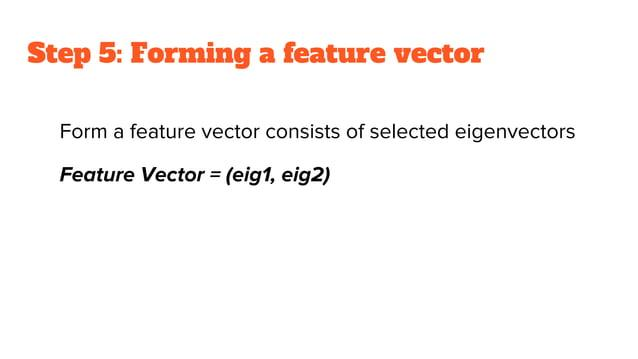 Step 5: Forming a feature vector
Form a feature vector consists of selected eigenvectors
Feature Vector = (eig1, eig2)